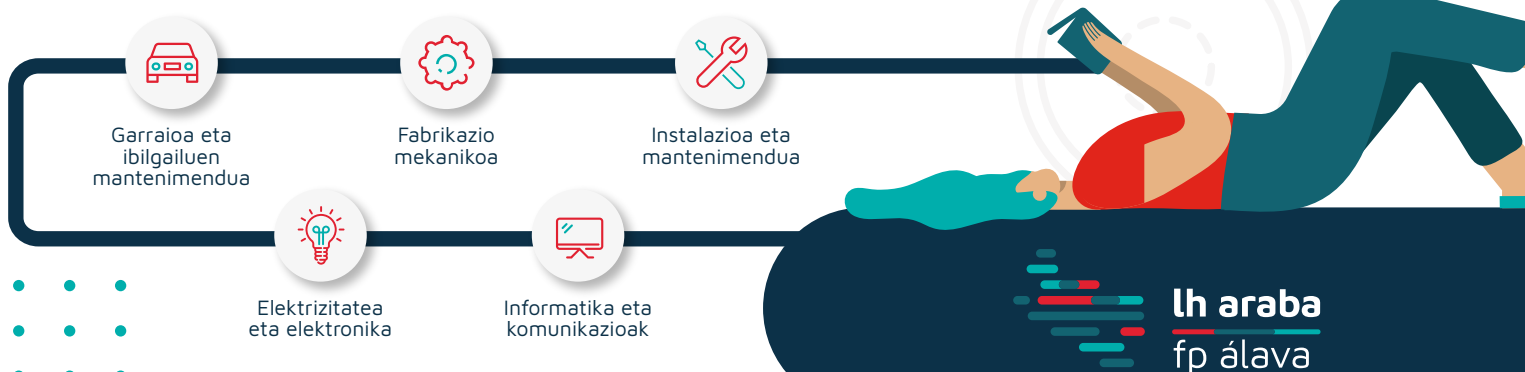 Garraioa eta
ibilgailuen
mantenimendua
Fabrikazio
mekanikoa
Instalazioa eta
mantenimendua
Elektrizitatea
eta elektronika
Informatika eta
komunikazioak
lh araba
fp álava